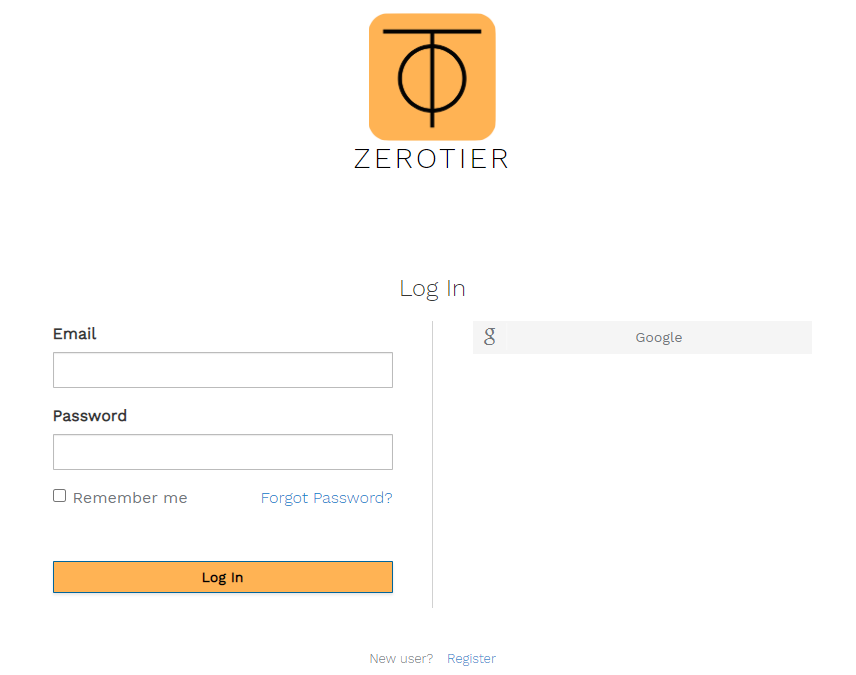 ZEROTIER
Log In
Email
Password
Remember me
Forgot Password?
Log In
g
Google
New user? Register